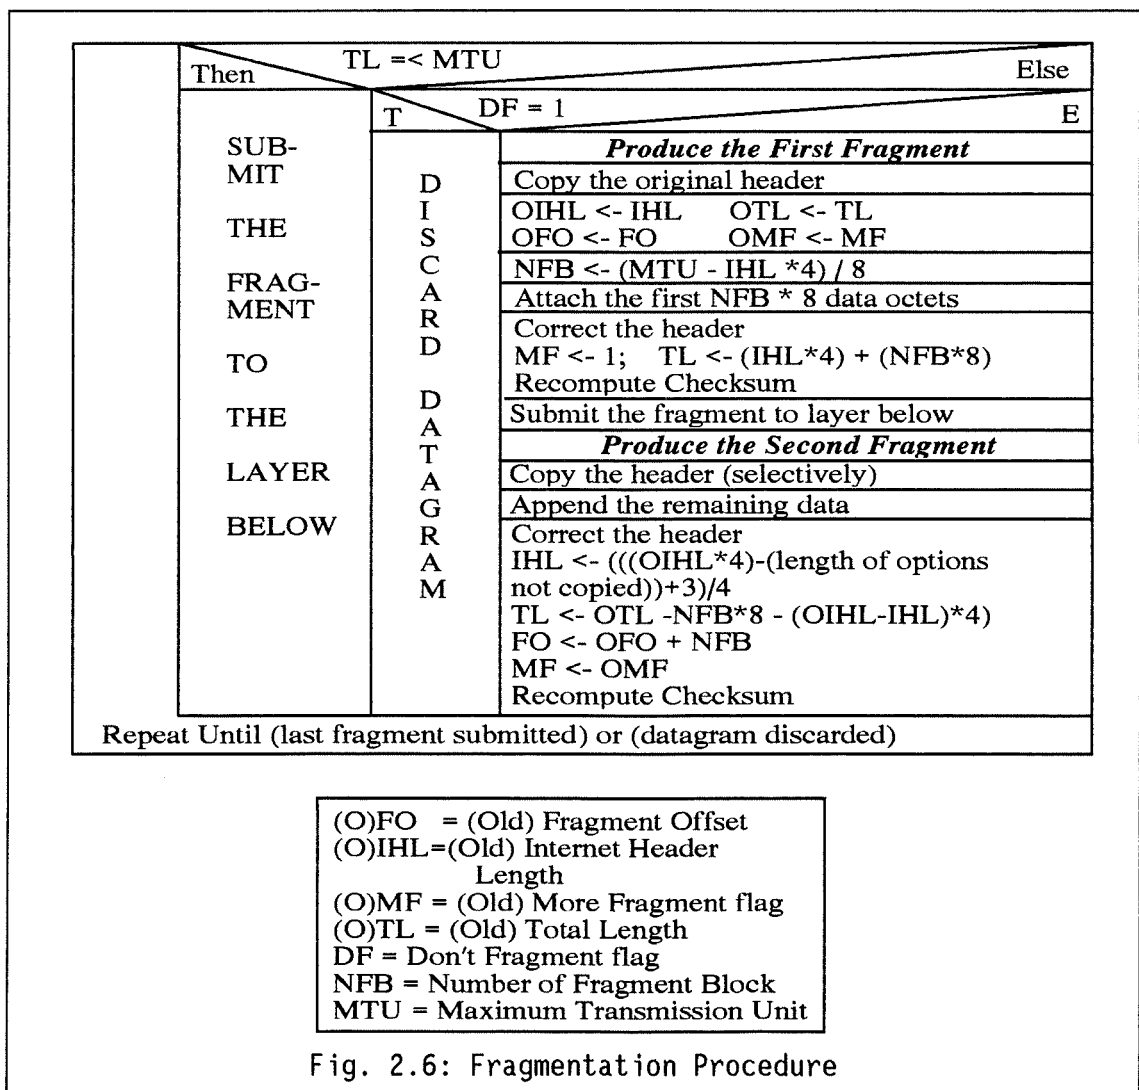 TL =< MTU
Then
Else
DF = 1
T
E
SUB-
MIT
THE
FRAG-
MENT
TO
THE
LAYER
BELOW
D
I
S
C
A
R
D
D
A
T
A
G
R
A
M
Produce the First Fragment
Copy the original header
OIHL <- IHL OTL <- TL
OFO <- FO OMF <- MF
NFB <- (MTU - IHL *4) / 8
Attach the first NFB * 8 data octets
Correct the header
MF <- 1; TL <- (IHL*4) + (NFB*8)
Recompute Checksum
Submit the fragment to layer below
Produce the Second Fragment
Copy the header (selectively)
Append the remaining data
Correct the header
IHL <- (((OIHL*4)-(length of options
not copied))+3)/4
TL <- OTL -NFB*8 - (OIHL-IHL)*4)
FO <- OFO + NFB
MF <- OMF
Recompute Checksum
Repeat Until (last fragment submitted) or (datagram discarded)
(O)FO = (Old) Fragment Offset
(O)IHL=(Old) Internet Header
Length
(O)MF = (Old) More Fragment flag
(O)TL = (Old) Total Length
DF = Don't Fragment flag
NFB = Number of Fragment Block
MTU = Maximum Transmission Unit
Fig. 2.6: Fragmentation Procedure